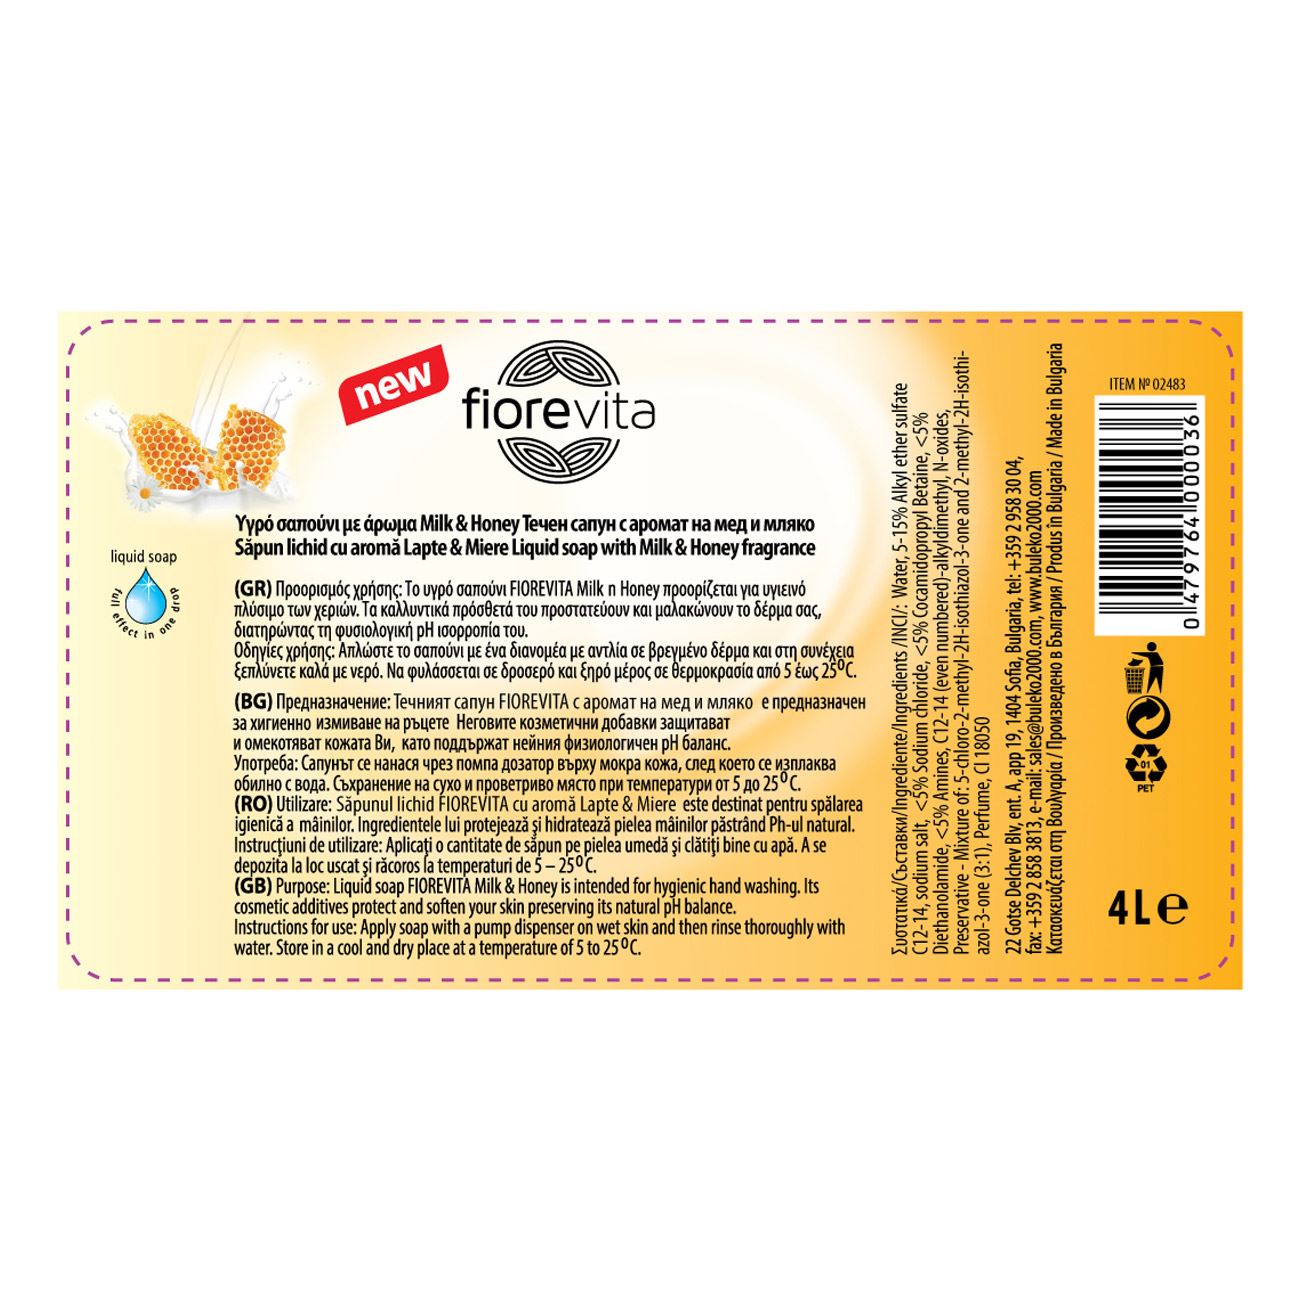 new
fiorevita
Υγρό σαπούνι με άρωμα Milk & Honey Течен сапун с аромат на мед и мляко
Săpun lichid cu aromă Lapte & Miere Liquid soap with Milk & Honey fragrance
liquid soap
full effect in one drop
(GR) Προορισμός χρήσης: Το υγρό σαπούνι FIOREVITA Milk n Honey προορίζεται για υγιεινό
πλύσιμο των χεριών. Τα καλλυντικά πρόσθετά του προστατεύουν και μαλακώνουν το δέρμα σας,
διατηρώντας τη φυσιολογική pH ισορροπία του.
Οδηγίες χρήσης: Απλώστε το σαπούνι με ένα διανομέα με αντλία σε βρεγμένο δέρμα και στη συνέχεια
ξεπλύνετε καλά με νερό. Να φυλάσσεται σε δροσερό και ξηρό μέρος σε θερμοκρασία από 5 έως 25⁰C.
(BG) Предназначение: Течният сапун FIOREVITA с аромат на мед и мляко е предназначен
за хигиенно измиване на ръцете Неговите козметични добавки защитават
и омекотяват кожата Ви, като поддържат нейния физиологичен pH баланс.
Употреба: Сапунът се нанася чрез помпа дозатор върху мокра кожа, след което се изплаква
обилно с вода. Съхранение на сухо и проветриво място при температури от 5 до 25⁰C.
(RO) Utilizare: Săpunul lichid FIOREVITA cu aromă Lapte & Miere este destinat pentru spălarea
igienică a mâinilor. Ingredientele lui protejează şi hidratează pielea mâinilor păstrând Ph-ul natural.
Instrucţiuni de utilizare: Aplicaţi o cantitate de săpun pe pielea umedă şi clătiţi bine cu apă. A se
depozita la loc uscat şi răcoros la temperaturi de 5 – 25⁰C.
(GB) Purpose: Liquid soap FIOREVITA Milk & Honey is intended for hygienic hand washing. Its
cosmetic additives protect and soften your skin preserving its natural pH balance.
Instructions for use: Apply soap with a pump dispenser on wet skin and then rinse thoroughly with
water. Store in a cool and dry place at a temperature of 5 to 25⁰C.
Συστατικά/Съставки/Ingrediente/Ingredients /INCI/: Water, 5-15% Alkyl ether sulfate
C12-14, sodium salt, <5% Sodium chloride, <5% Cocamidopropyl Betaine, <5%
Diethanolamide, <5% Amines, C12-14 (even numbered)-alkyldimethyl, N-oxides,
Preservative - Mixture of: 5-chloro-2-methyl-2H-isothiazol-3-one and 2-methyl-2H-isothi-
azol-3-one (3:1), Perfume, CI 18050
22 Gotse Delchev Blv, ent. A, app 19, 1404 Sofia, Bulgaria, tel: +359 2 958 30 04,
fax: +359 2 858 3813, e-mail: sales@buleko2000.com, www.buleko2000.com
Κατασκευάζεται στη Βουλγαρία / Произведено в България / Produs in Bulgaria / Made in Bulgaria
ITEM № 02483
0 479764 000036
01
PET
4L e